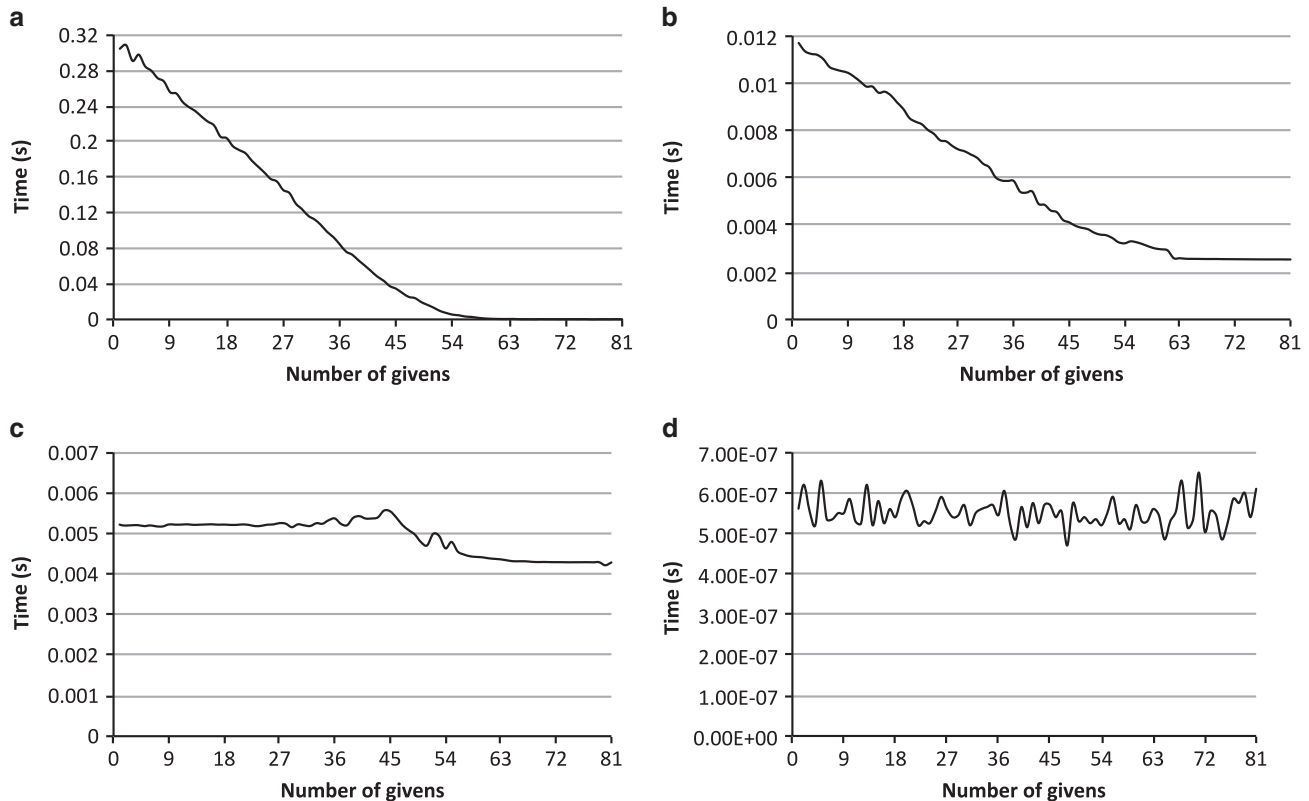 a
0.32
0.28
0.24
0.2
0.16
0.12
0.08
0.04
0
Time (s)
0 9 18 27 36 45 54 63 72 81
Number of givens
b
0.012
0.01
0.008
0.006
0.004
0.002
0
Time (s)
0 9 18 27 36 45 54 63 72 81
Number of givens
c
0.007
0.006
0.005
0.004
0.003
0.002
0.001
0
Time (s)
0 9 18 27 36 45 54 63 72 81
Number of givens
d
7.00E-07
6.00E-07
5.00E-07
4.00E-07
3.00E-07
2.00E-07
1.00E-07
0.00E+00
Time (s)
0 9 18 27 36 45 54 63 72 81
Number of givens